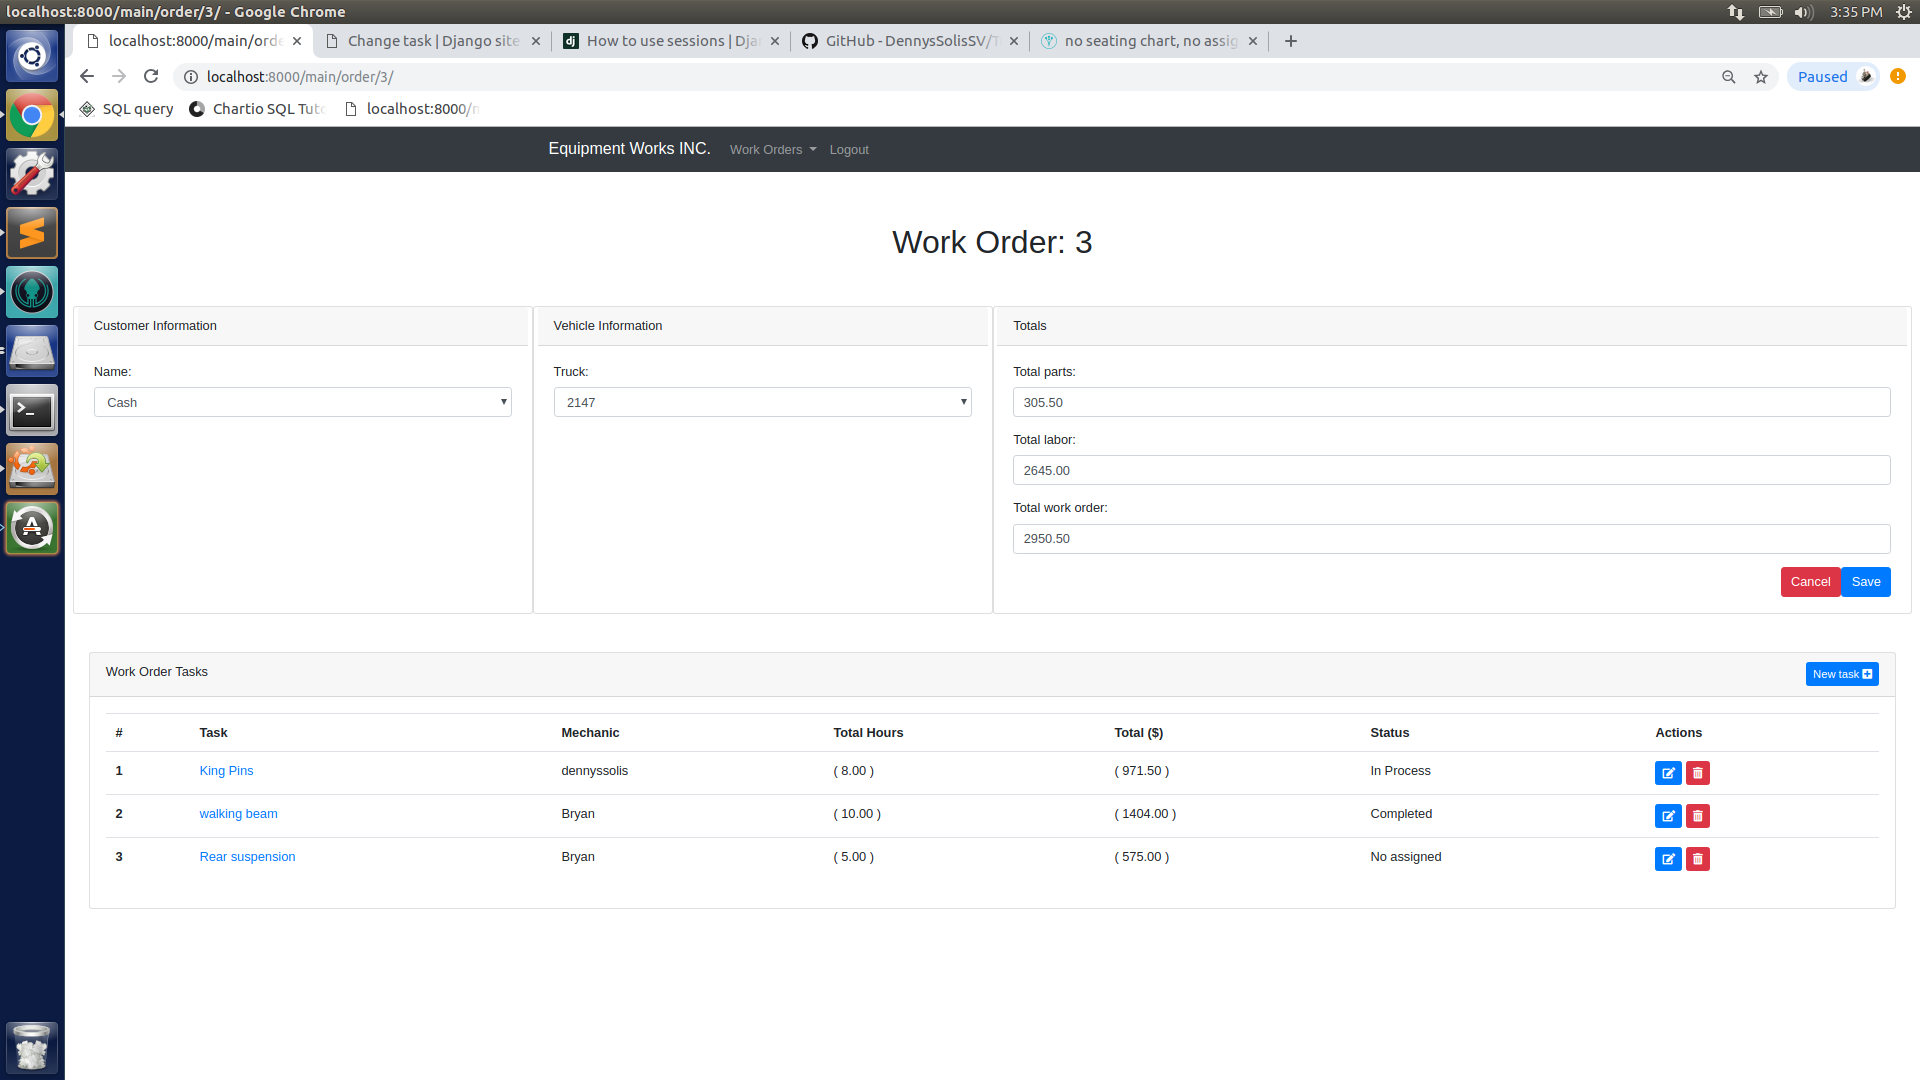 localhost:8000/main/order/3/ - Google Chrome
3:35 PM
localhost:8000/main/orde
Change task | Django site
How to use sessions | Dja
GitHub - DennysSolisSV/T
no seating chart, no assig
localhost:8000/main/order/3/
Paused
SQL query
Chartio SQL Tuto
localhost:8000/m
Equipment Works INC.
Work Orders
Logout
Work Order: 3
Customer Information
Name:
Cash
Vehicle Information
Truck:
2147
Totals
Total parts:
305.50
Total labor:
2645.00
Total work order:
2950.50
Cancel
Save
Work Order Tasks
New task
# Task Mechanic Total Hours Total ($) Status Actions
1 King Pins dennyssolis ( 8.00 ) ( 971.50 ) In Process
2 walking beam Bryan ( 10.00 ) ( 1404.00 ) Completed
3 Rear suspension Bryan ( 5.00 ) ( 575.00 ) No assigned